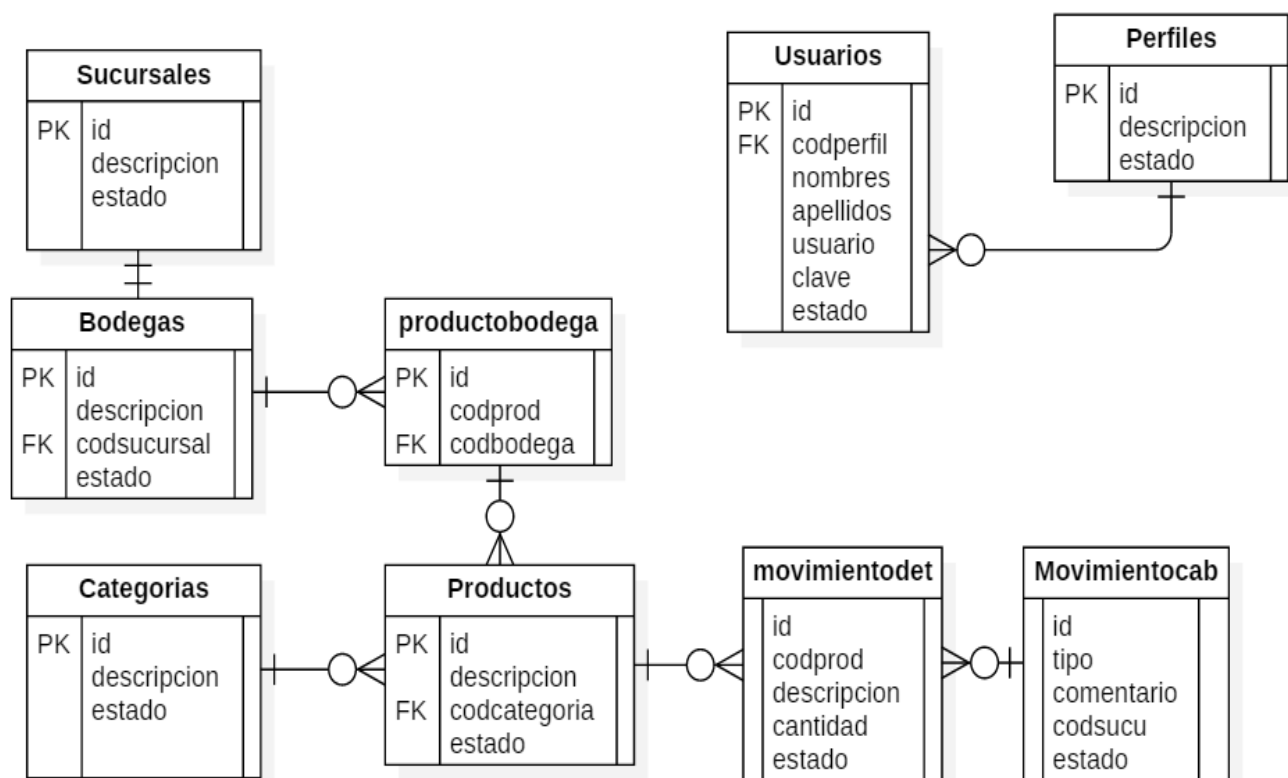 Sucursales
PK id
descripcion
estado
Usuarios
PK id
FK codperfil
nombres
apellidos
usuario
clave
estado
Perfiles
PK id
descripcion
estado
Bodegas
PK id
descripcion
FK codsucursal
estado
productobodega
PK id
codprod
FK codbodega
Categorias
PK id
descripcion
estado
Productos
PK id
descripcion
FK codcategoria
estado
movimientodet
id
codprod
descripcion
cantidad
estado
Movimientocab
id
tipo
comentario
codsucu
estado